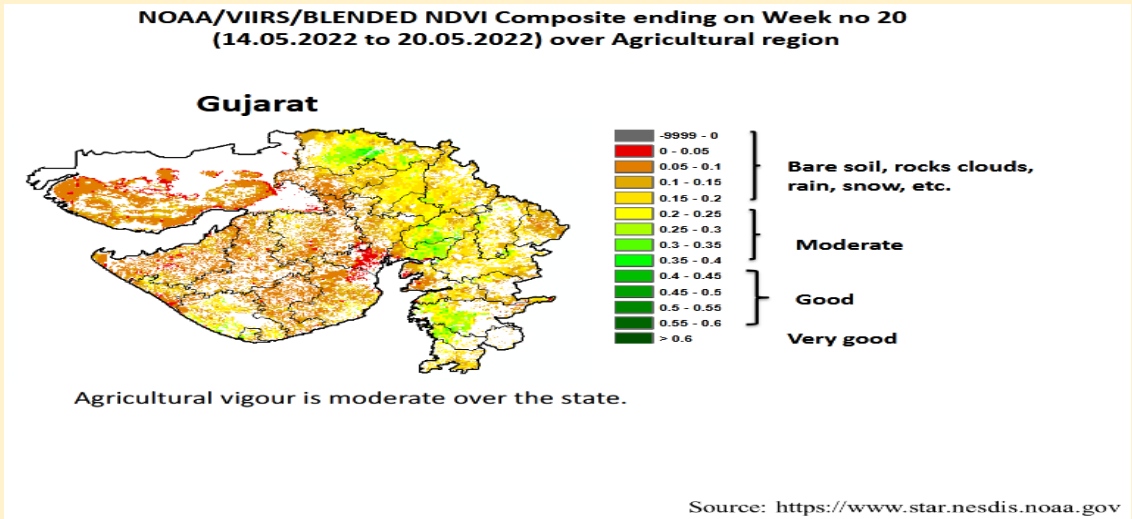 NOAA/VIIRS/BLENDED NDVI Composite ending on Week no 20
(14.05.2022 to 20.05.2022) over Agricultural region
Gujarat
-9999 - 0
0 - 0.05
0.05 - 0.1
0.1 - 0.15
0.15 - 0.2
0.2 - 0.25
0.25 - 0.3
0.3 - 0.35
0.35 - 0.4
0.4 - 0.45
0.45 - 0.5
0.5 - 0.55
0.55 - 0.6
> 0.6
Bare soil, rocks clouds,
rain, snow, etc.
Moderate
Good
Very good
Agricultural vigour is moderate over the state.
Source: https://www.star.nesdis.noaa.gov